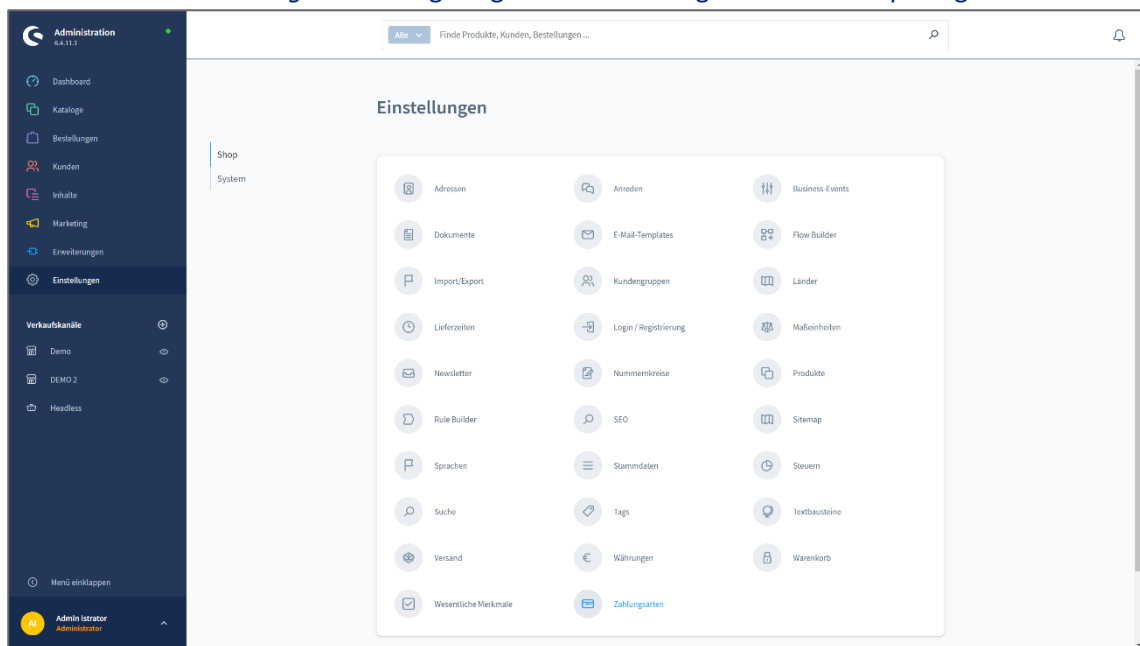 Administration
6.4.11.1
Alle
Finde Produkte, Kunden, Bestellungen ...
Dashboard
Kataloge
Bestellungen
Kunden
Inhalte
Marketing
Erweiterungen
Einstellungen
Verkaufskanäle
Demo
DEMO 2
Headless
Menü einklappen
AI
Admin istrator
Administrator
Einstellungen
Shop
System
Adressen
Anreden
Business-Events
Dokumente
E-Mail-Templates
Flow Builder
Import/Export
Kundengruppen
Länder
Lieferzeiten
Login / Registrierung
Maßeinheiten
Newsletter
Nummernkreise
Produkte
Rule Builder
SEO
Sitemap
Sprachen
Stammdaten
Steuern
Suche
Tags
Textbausteine
Versand
Währungen
Warenkorb
Wesentliche Merkmale
Zahlungsarten